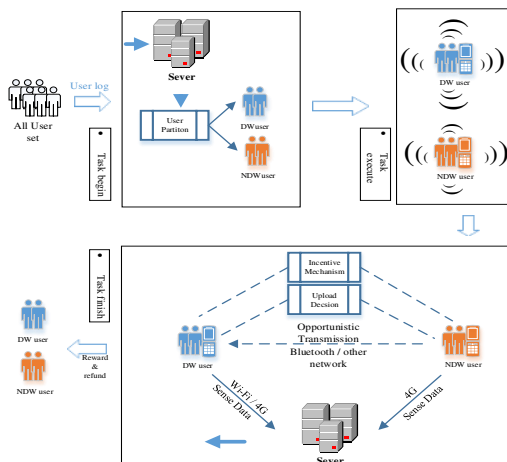 Sever
User log
All User
set
User
Partiton
DWuser
NDWuser
Task begin
Task
execute
DW user
NDW user
Task finish
Incentive
Mechanism
Upload
Decsion
Opportunistic
Transmission
Bluetooth / other
network
DW user
NDW user
DW user
NDW user
Reward
&
refund
Wi-Fi / 4G
Sense Data
4G
Sense Data
Sever